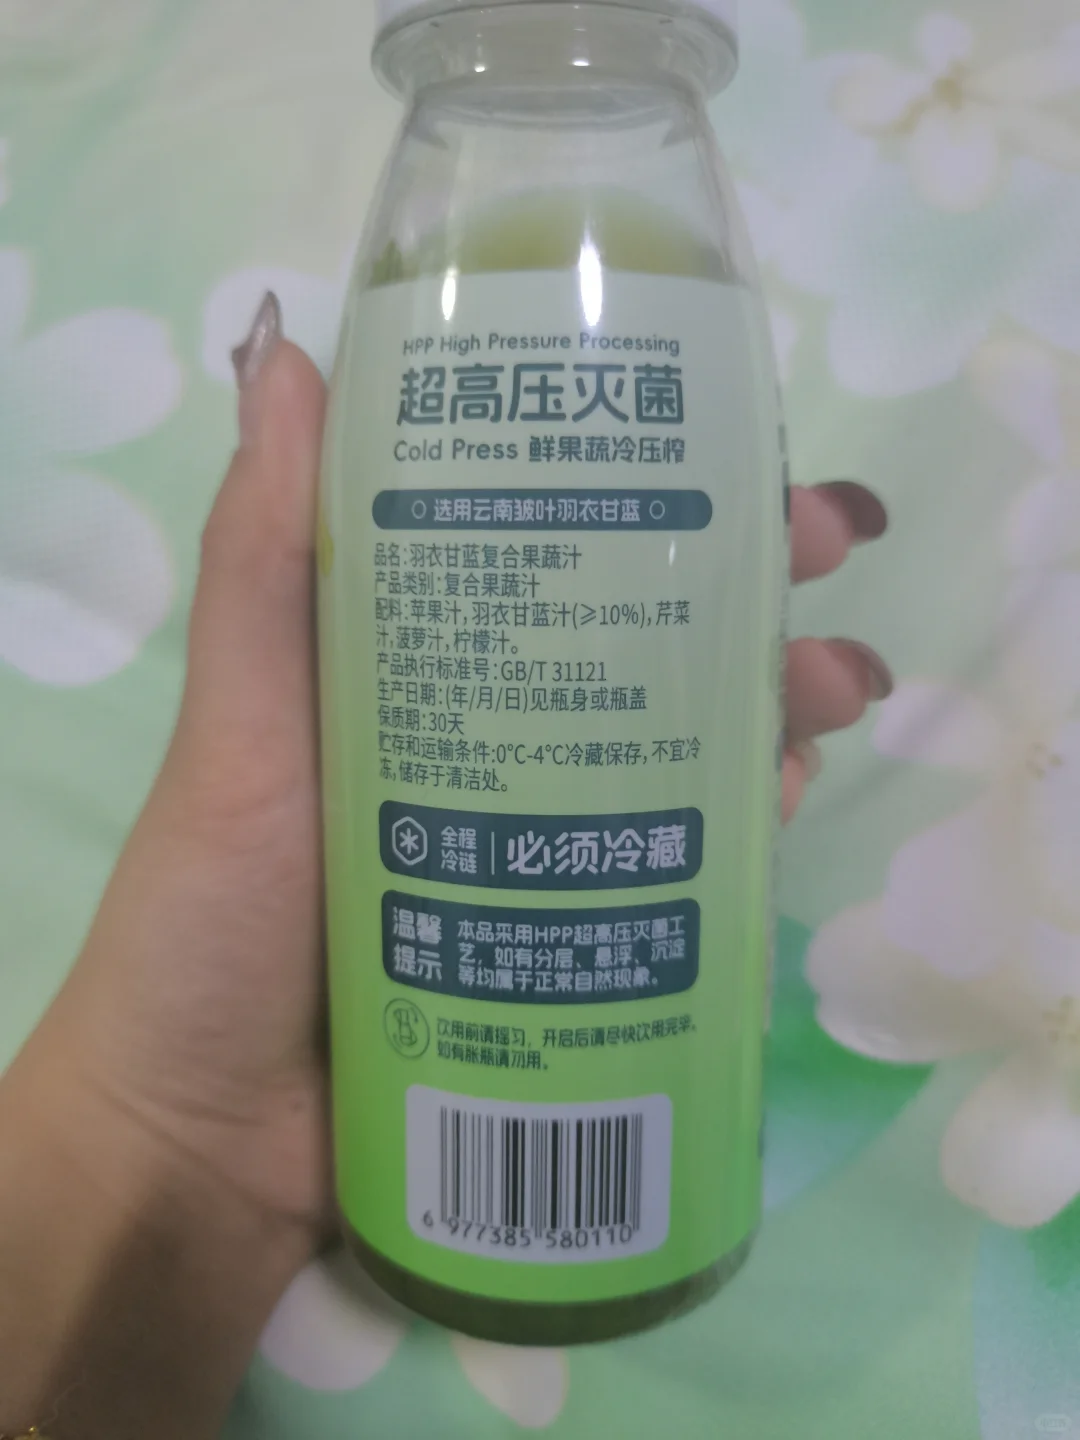 HPP High Pressure Processing
超高压灭菌
Cold Press 鲜果蔬冷压榨
选用云南皱叶羽衣甘蓝
品名:羽衣甘蓝复合果蔬汁
产品类别:复合果蔬汁
配料:苹果汁,羽衣甘蓝汁(≥10%),芹菜
汁,菠萝汁,柠檬汁。
产品执行标准号:GB/T 31121
生产日期:(年/月/日)见瓶身或瓶盖
保质期:30天
贮存和运输条件:0°C-4°C冷藏保存,不宜冷
冻,储存于清洁处。
全程
冷链
必须冷藏
温馨
提示
本品采用HPP超高压灭菌工
艺，如有分层、悬浮、沉淀
等均属于正常自然现象。
饮用前请摇匀，开启后请尽快饮用完毕。
如有胀瓶请勿用。
6 977385 580110